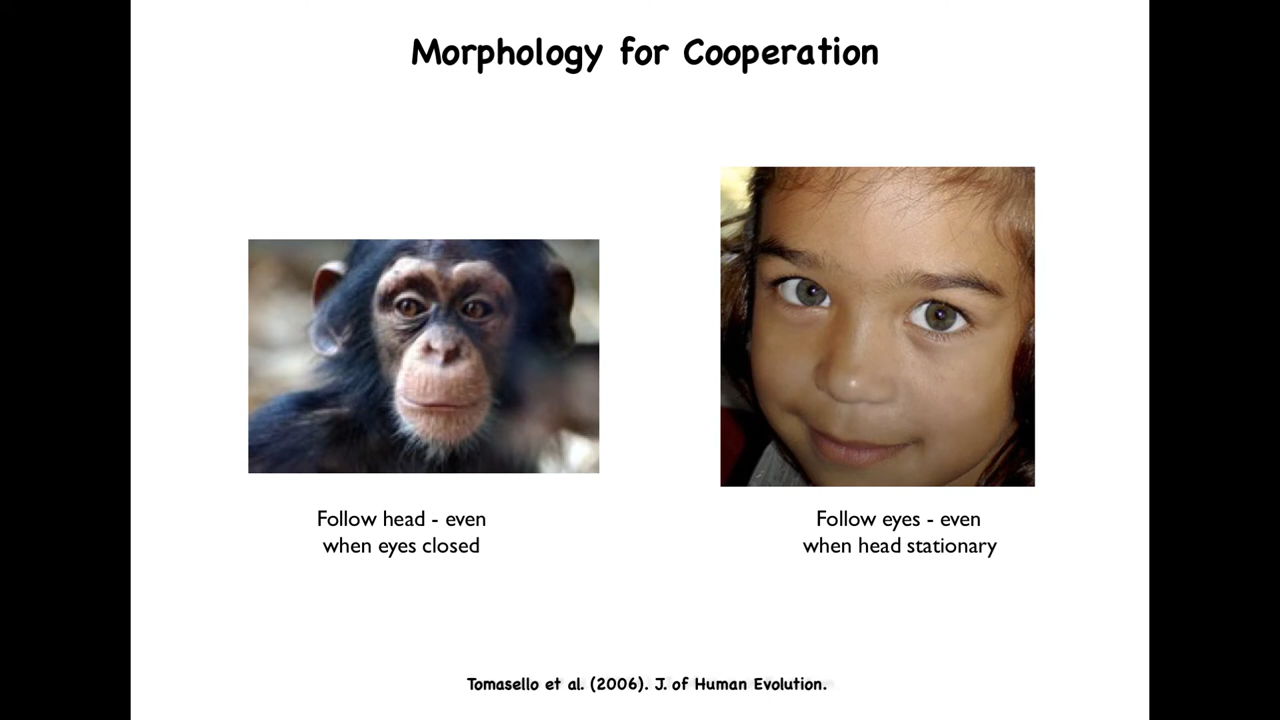 Morphology for Cooperation
Follow head - even
when eyes closed
Follow eyes - even
when head stationary
Tomasello et al. (2006). J. of Human Evolution.